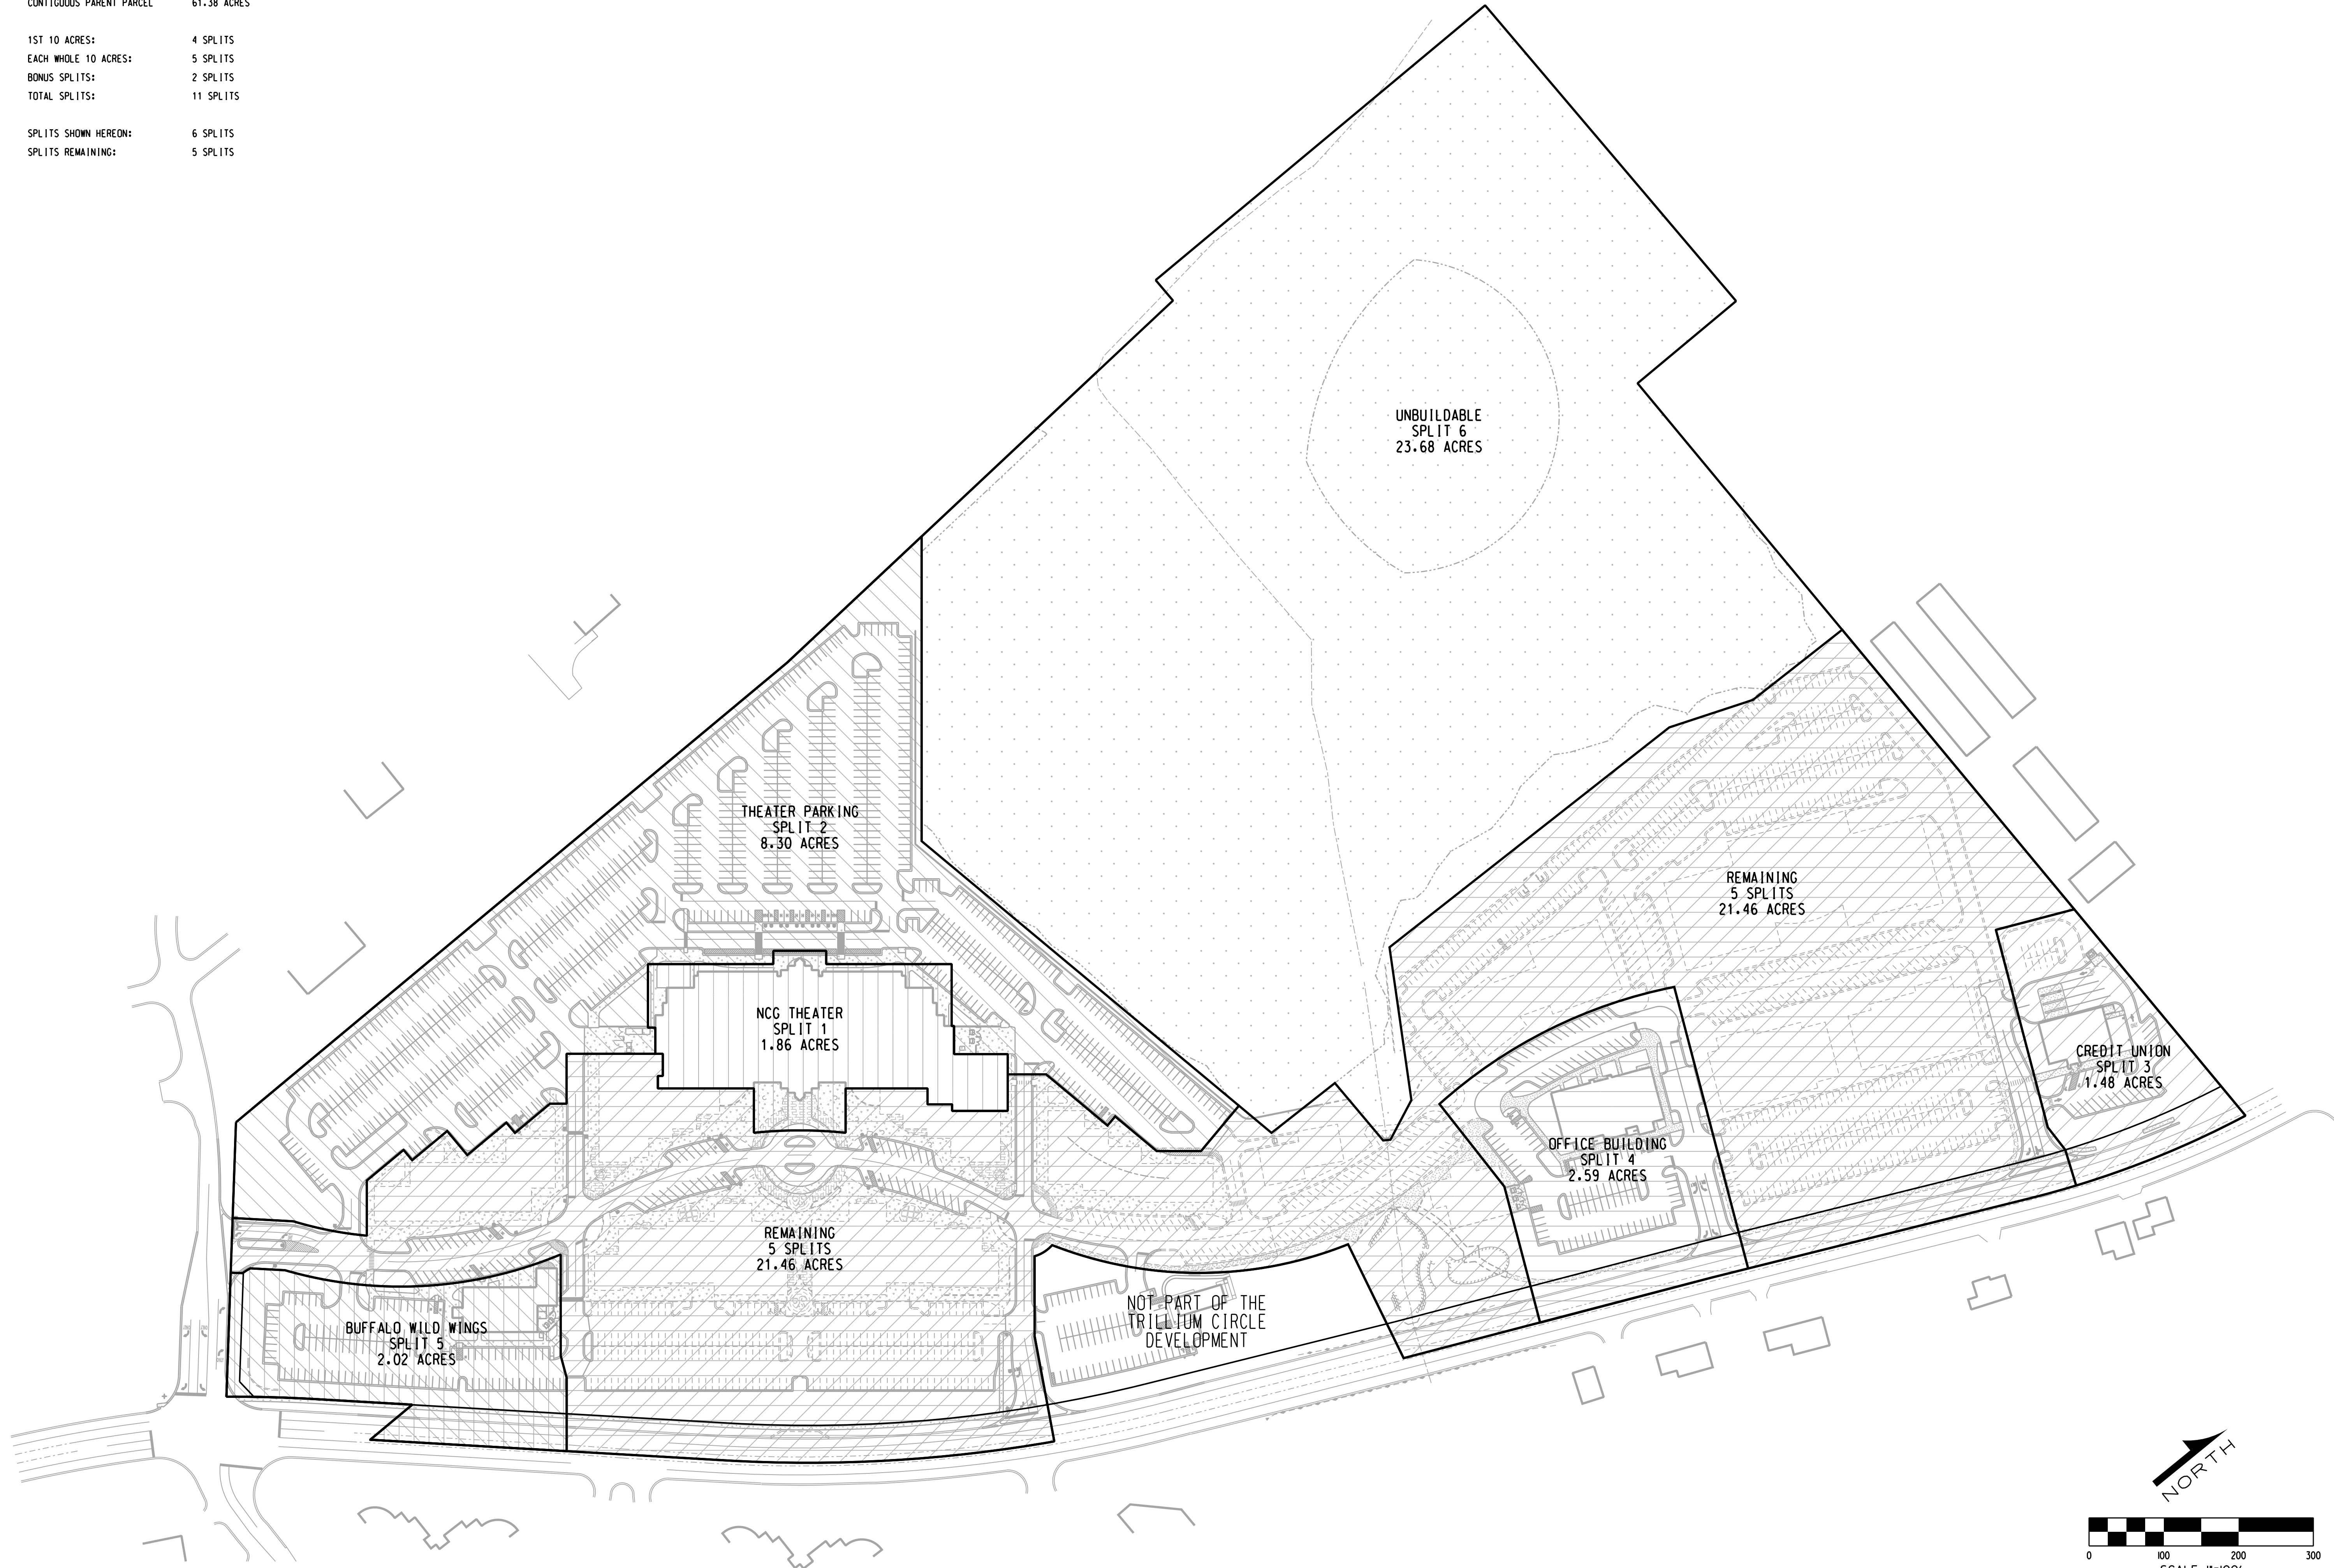 CONTIGUOUS PARENT PARCEL 61.38 ACRES
1ST 10 ACRES: 4 SPLITS
EACH WHOLE 10 ACRES: 5 SPLITS
BONUS SPLITS: 2 SPLITS
TOTAL SPLITS: 11 SPLITS
SPLITS SHOWN HEREON: 6 SPLITS
SPLITS REMAINING: 5 SPLITS
UNBUILDABLE
SPLIT 6
23.68 ACRES
THEATER PARKING
SPLIT 2
8.30 ACRES
REMAINING
5 SPLITS
21.46 ACRES
NCG THEATER
SPLIT 1
1.86 ACRES
CREDIT UNION
SPLIT 3
1.48 ACRES
OFFICE BUILDING
SPLIT 4
2.59 ACRES
REMAINING
5 SPLITS
21.46 ACRES
NOT PART OF THE
TRILLIUM CIRCLE
DEVELOPMENT
BUFFALO WILD WINGS
SPLIT 5
2.02 ACRES
NORTH
0 100 200 300
SCALE 1"=100'